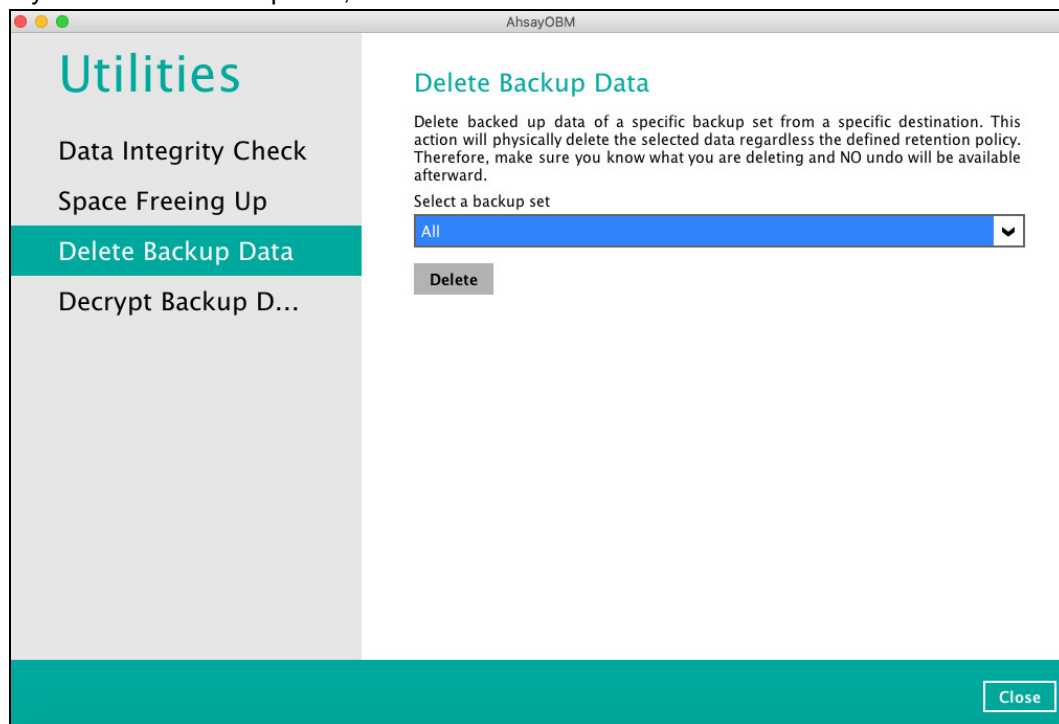 AhsayOBM
Utilities
Data Integrity Check
Space Freeing Up
Delete Backup Data
Decrypt Backup D...
Delete Backup Data
Delete backed up data of a specific backup set from a specific destination. This
action will physically delete the selected data regardless the defined retention policy.
Therefore, make sure you know what you are deleting and NO undo will be available
afterward.
Select a backup set
All
Delete
Close